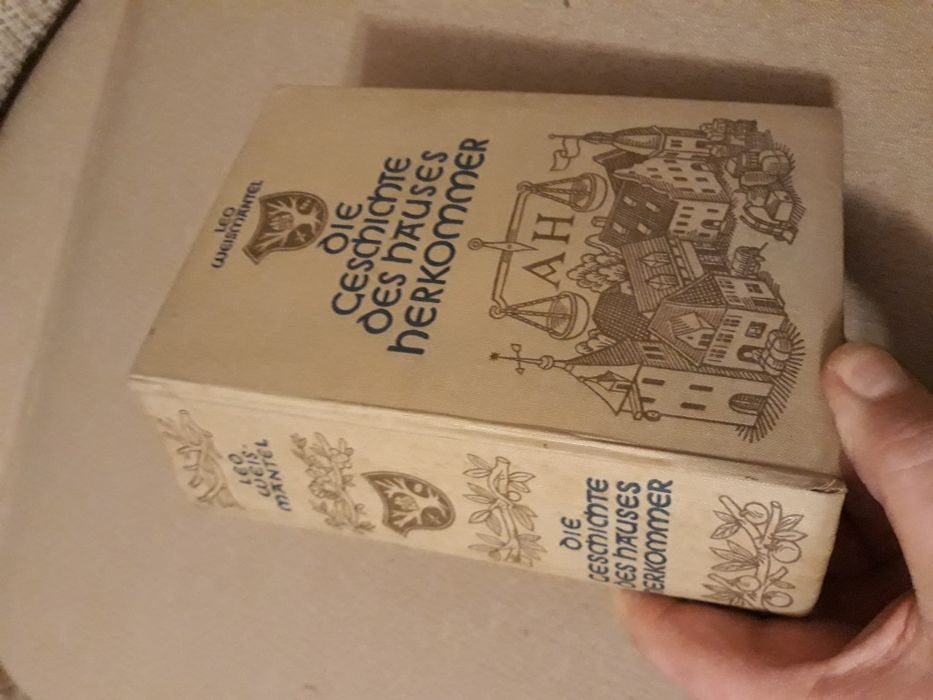 LEO
WEISMANTEL
DIE
GESCHICHTE
DES HAUSES
HERKOMMER
AH
LEO
WEIS-
MANTEL
DIE
GESCHICHTE
DES HAUSES
HERKOMMER